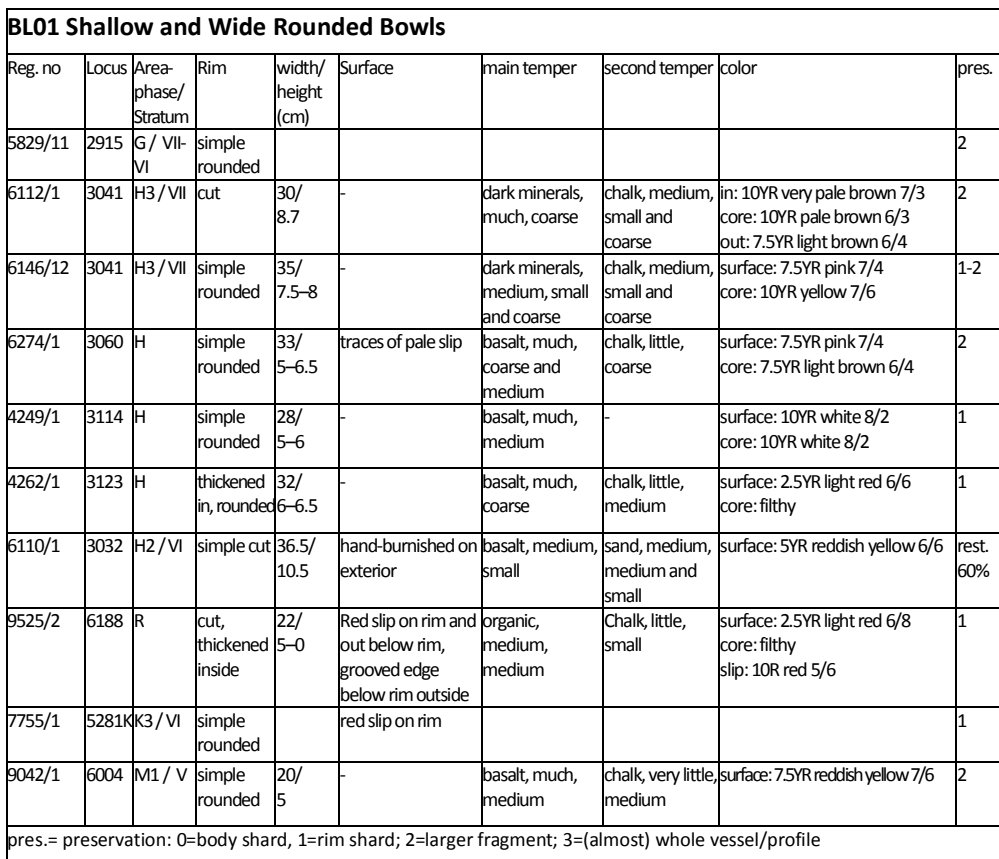 BL01 Shallow and Wide Rounded Bowls
Reg. no Locus Area-phase/ Stratum Rim width/ height (cm) Surface main temper second temper color pres.
5829/11 2915 G / VII-VI simple rounded 2
6112/1 3041 H3 / VII cut 30/ 8.7 - dark minerals, much, coarse chalk, medium, small and coarse in: 10YR very pale brown 7/3 core: 10YR pale brown 6/3 out: 7.5YR light brown 6/4 2
6146/12 3041 H3 / VII simple rounded 35/ 7.5–8 - dark minerals, medium, small and coarse chalk, medium, small and coarse surface: 7.5YR pink 7/4 core: 10YR yellow 7/6 1-2
6274/1 3060 H simple rounded 33/ 5–6.5 traces of pale slip basalt, much, coarse and medium chalk, little, coarse surface: 7.5YR pink 7/4 core: 7.5YR light brown 6/4 2
4249/1 3114 H simple rounded 28/ 5–6 - basalt, much, medium - surface: 10YR white 8/2 core: 10YR white 8/2 1
4262/1 3123 H thickened in, rounded 32/ 6–6.5 - basalt, much, coarse chalk, little, medium surface: 2.5YR light red 6/6 core: filthy 1
6110/1 3032 H2 / VI simple cut 36.5/ 10.5 hand-burnished on exterior basalt, medium, small sand, medium, medium and small surface: 5YR reddish yellow 6/6 rest. 60%
9525/2 6188 R cut, thickened inside 22/ 5–0 Red slip on rim and out below rim, grooved edge below rim outside organic, medium, medium Chalk, little, small surface: 2.5YR light red 6/8 core: filthy slip: 10R red 5/6 1
7755/1 5281K K3 / VI simple rounded red slip on rim 1
9042/1 6004 M1 / V simple rounded 20/ 5 - basalt, much, medium chalk, very little, medium surface: 7.5YR reddish yellow 7/6 2
pres.= preservation: 0=body shard, 1=rim shard; 2=larger fragment; 3=(almost) whole vessel/profile